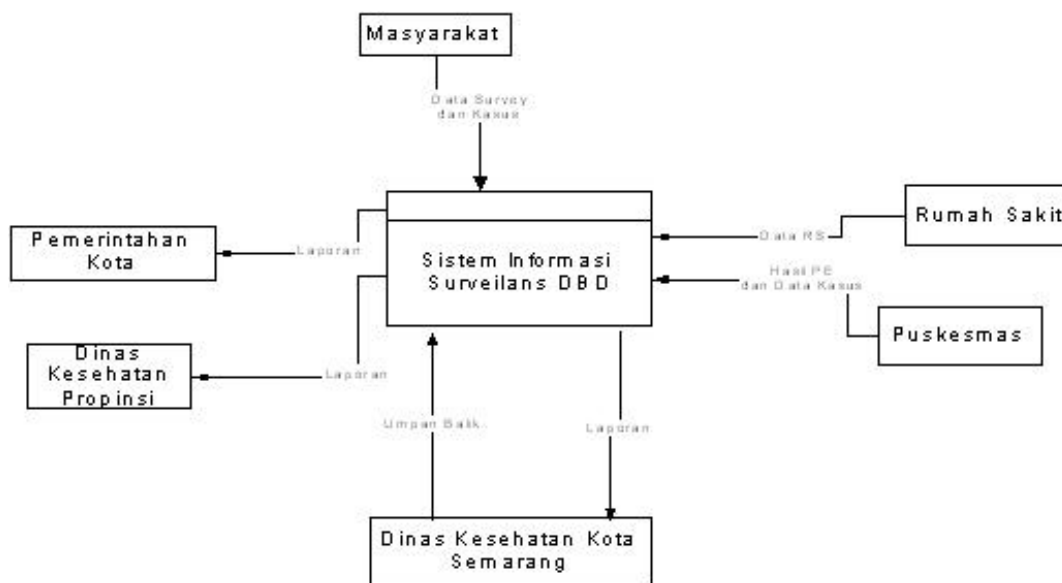 Masyarakat
Data Survey
dan Kasus
Rumah Sakit
Pemerintahan
Kota
Laporan
Sistem Informasi
Surveilans DBD
Data RS
Hasil PE
dan Data Kasus
Puskesmas
Dinas
Kesehatan
Propinsi
Laporan
Umpan Balik
Laporan
Dinas Kesehatan Kota
Semarang